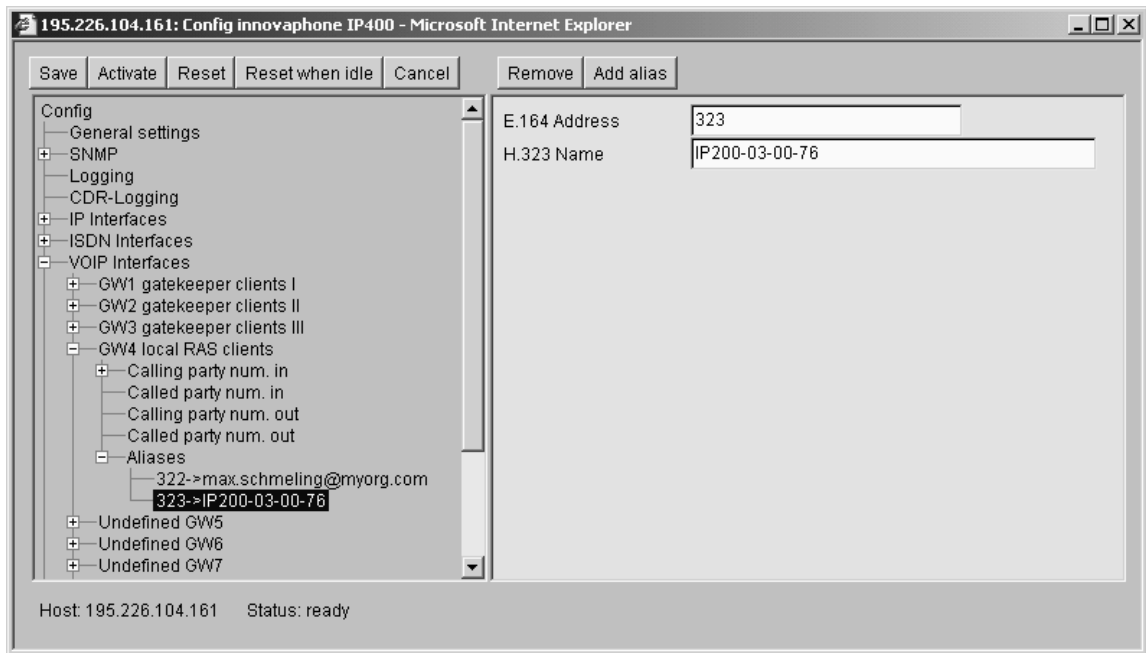 195.226.104.161: Config innovaphone IP400 - Microsoft Internet Explorer
Save Activate Reset Reset when idle Cancel Remove Add alias
Config
General settings
SNMP
Logging
CDR-Logging
IP Interfaces
ISDN Interfaces
VOIP Interfaces
GW1 gatekeeper clients I
GW2 gatekeeper clients II
GW3 gatekeeper clients III
GW4 local RAS clients
Calling party num. in
Called party num. in
Calling party num. out
Called party num. out
Aliases
322->max.schmeling@myorg.com
323->IP200-03-00-76
Undefined GW5
Undefined GW6
Undefined GW7
E.164 Address 323
H.323 Name IP200-03-00-76
Host: 195.226.104.161 Status: ready